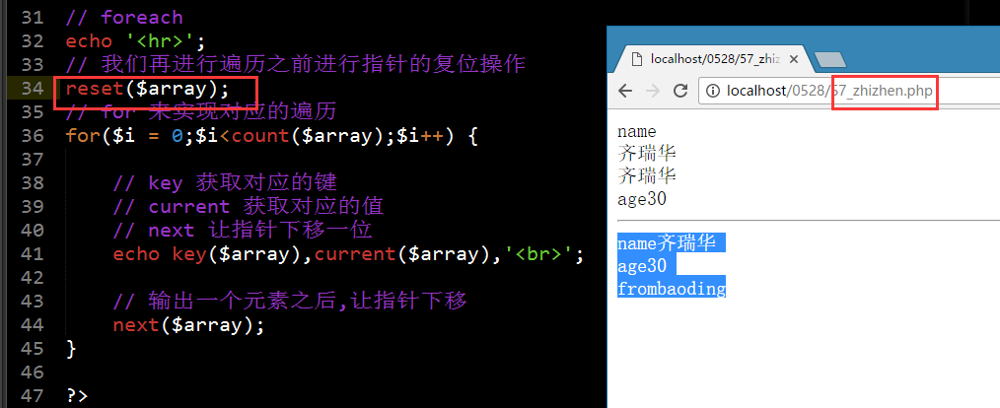 31 // foreach
32 echo '<hr>';
33 // 我们再进行遍历之前进行指针的复位操作
34 reset($array);
35 // for 来实现对应的遍历
36 for($i = 0;$i<count($array);$i++) {
37
38 // key 获取对应的键
39 // current 获取对应的值
40 // next 让指针下移一位
41 echo key($array),current($array),'<br>';
42
43 // 输出一个元素之后,让指针下移
44 next($array);
45 }
46
47 ?>
localhost/0528/57_zhiz
localhost/0528/57_zhizhen.php
name
齐瑞华
齐瑞华
age30
name齐瑞华
age30
frombaoding